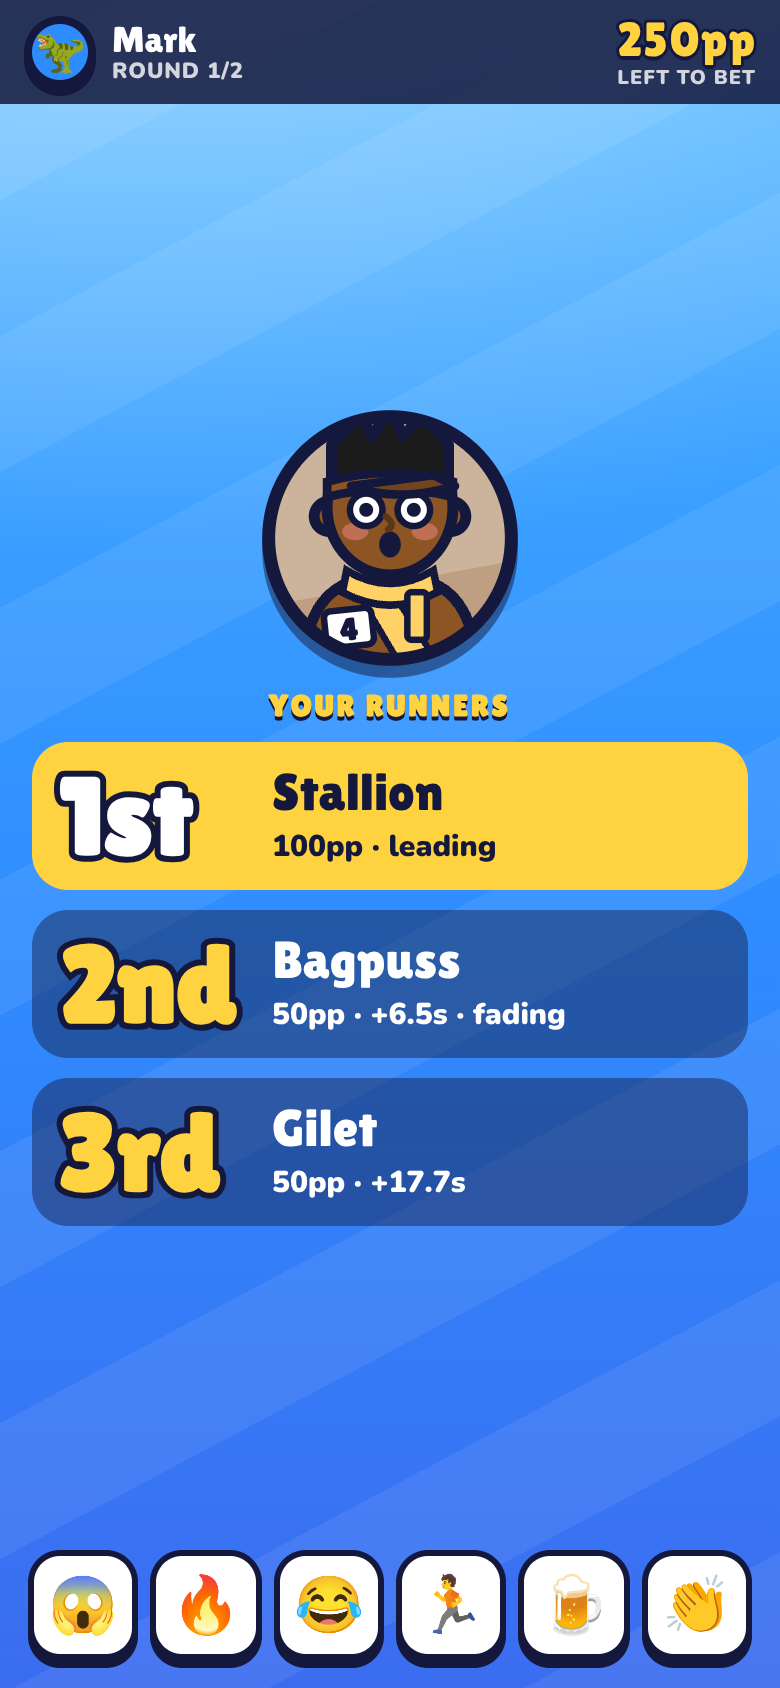 Mark
ROUND 1/2
250pp
LEFT TO BET
4
YOUR RUNNERS
1st
Stallion
100pp · leading
2nd
Bagpuss
50pp · +6.5s · fading
3rd
Gilet
50pp · +17.7s